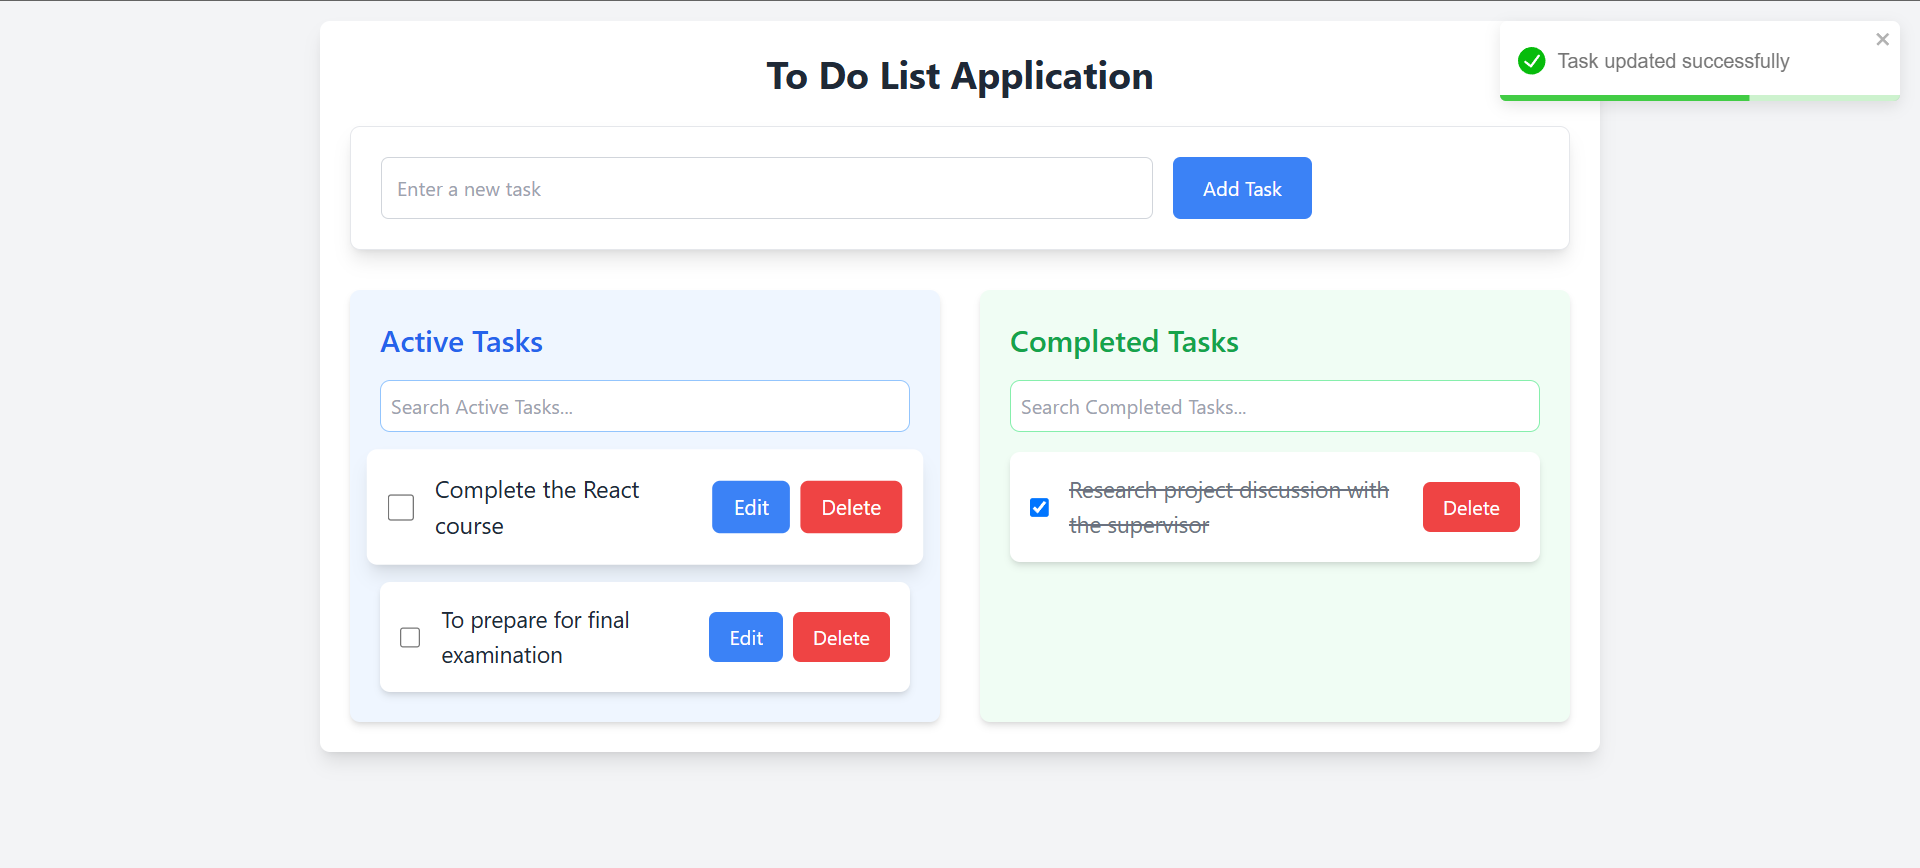 To Do List Application
Task updated successfully
Enter a new task
Add Task
Active Tasks
Search Active Tasks...
Complete the React
course
Edit
Delete
To prepare for final
examination
Edit
Delete
Completed Tasks
Search Completed Tasks...
Research project discussion with
the supervisor
Delete